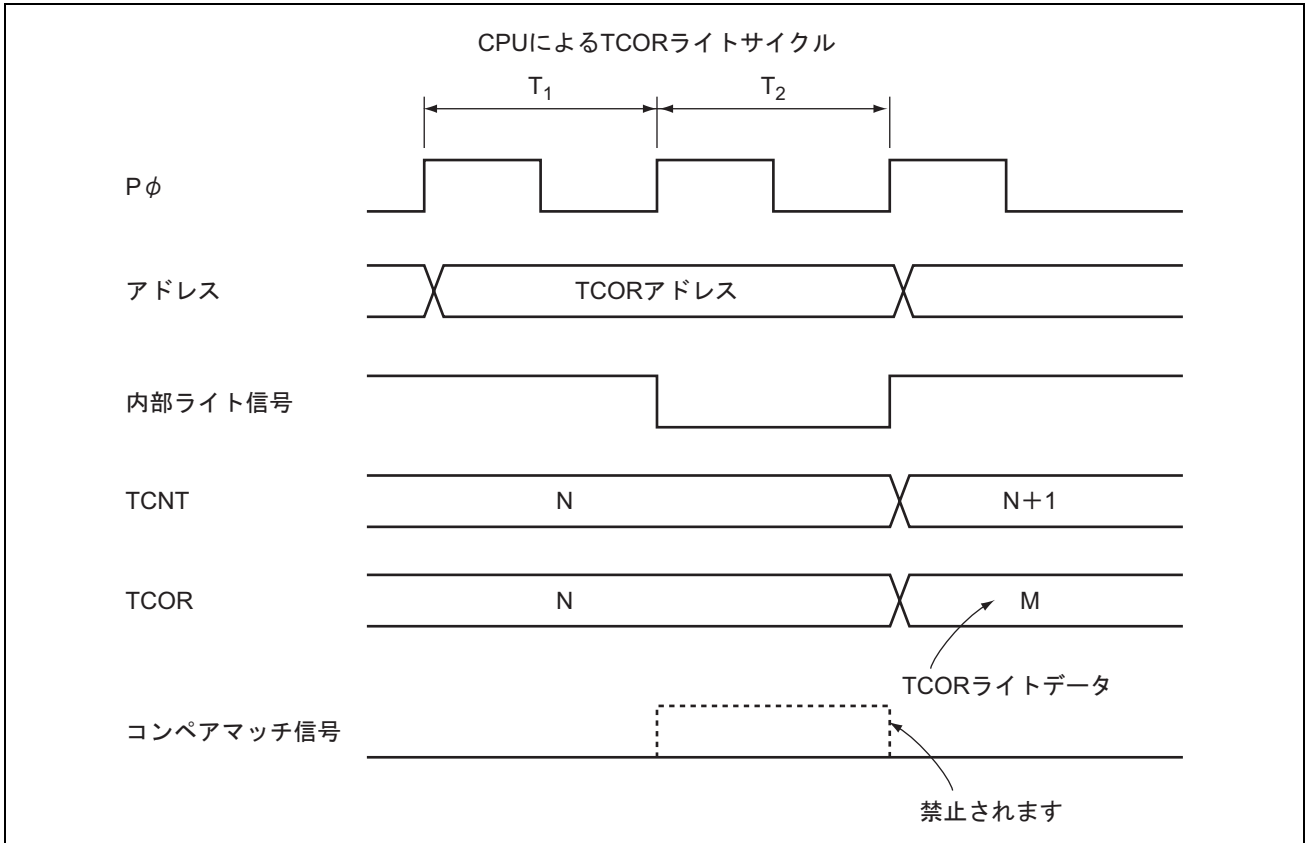 CPUによるTCORライトサイクル
T1 T2
Pφ
アドレス TCORアドレス
内部ライト信号
TCNT N N+1
TCOR N M
TCORライトデータ
コンペアマッチ信号
禁止されます